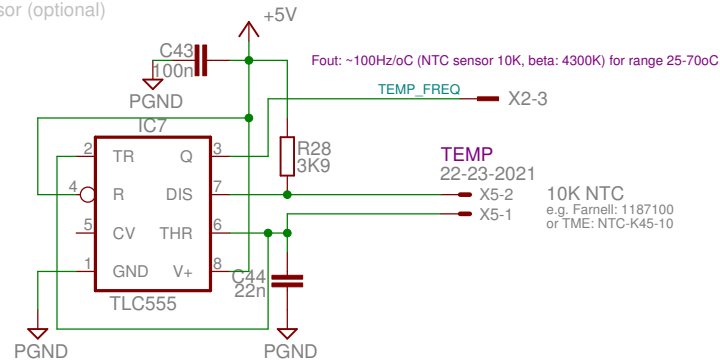 sor (optional)
+5V
C43
100n
PGND
Fout: ~100Hz/oC (NTC sensor 10K, beta: 4300K) for range 25-70oC
TEMP_FREQ
X2-3
IC7
2 TR Q 3
R28
3K9
TEMP
22-23-2021
4 R DIS 7
X5-2
10K NTC
X5-1
e.g. Farnell: 1187100
or TME: NTC-K45-10
5 CV THR 6
1 GND V+ 8
C44
22n
TLC555
PGND
PGND